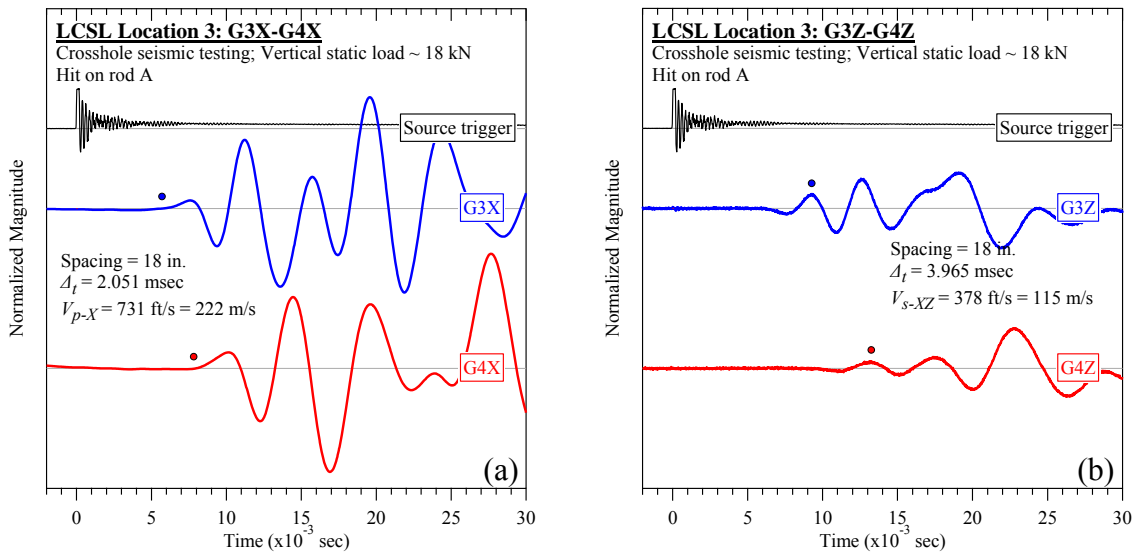 LCSL Location 3: G3X-G4X
Crosshole seismic testing; Vertical static load ~ 18 kN
Hit on rod A
Source trigger
G3X
Spacing = 18 in.
Δt = 2.051 msec
Vp-X = 731 ft/s = 222 m/s
G4X
(a)
Normalized Magnitude
0 5 10 15 20 25 30
Time (x10-3 sec)
LCSL Location 3: G3Z-G4Z
Crosshole seismic testing; Vertical static load ~ 18 kN
Hit on rod A
Source trigger
G3Z
Spacing = 18 in.
Δt = 3.965 msec
Vs-XZ = 378 ft/s = 115 m/s
G4Z
(b)
Normalized Magnitude
0 5 10 15 20 25 30
Time (x10-3 sec)